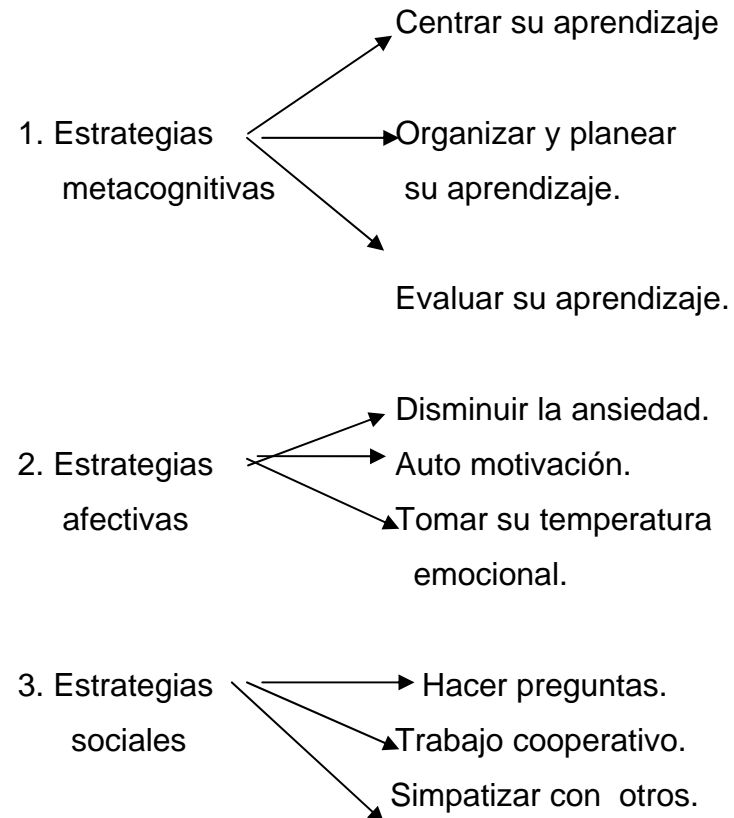 Centrar su aprendizaje
1. Estrategias
metacognitivas
Organizar y planear
su aprendizaje.
Evaluar su aprendizaje.
2. Estrategias
afectivas
Disminuir la ansiedad.
Auto motivación.
Tomar su temperatura
emocional.
3. Estrategias
sociales
Hacer preguntas.
Trabajo cooperativo.
Simpatizar con otros.